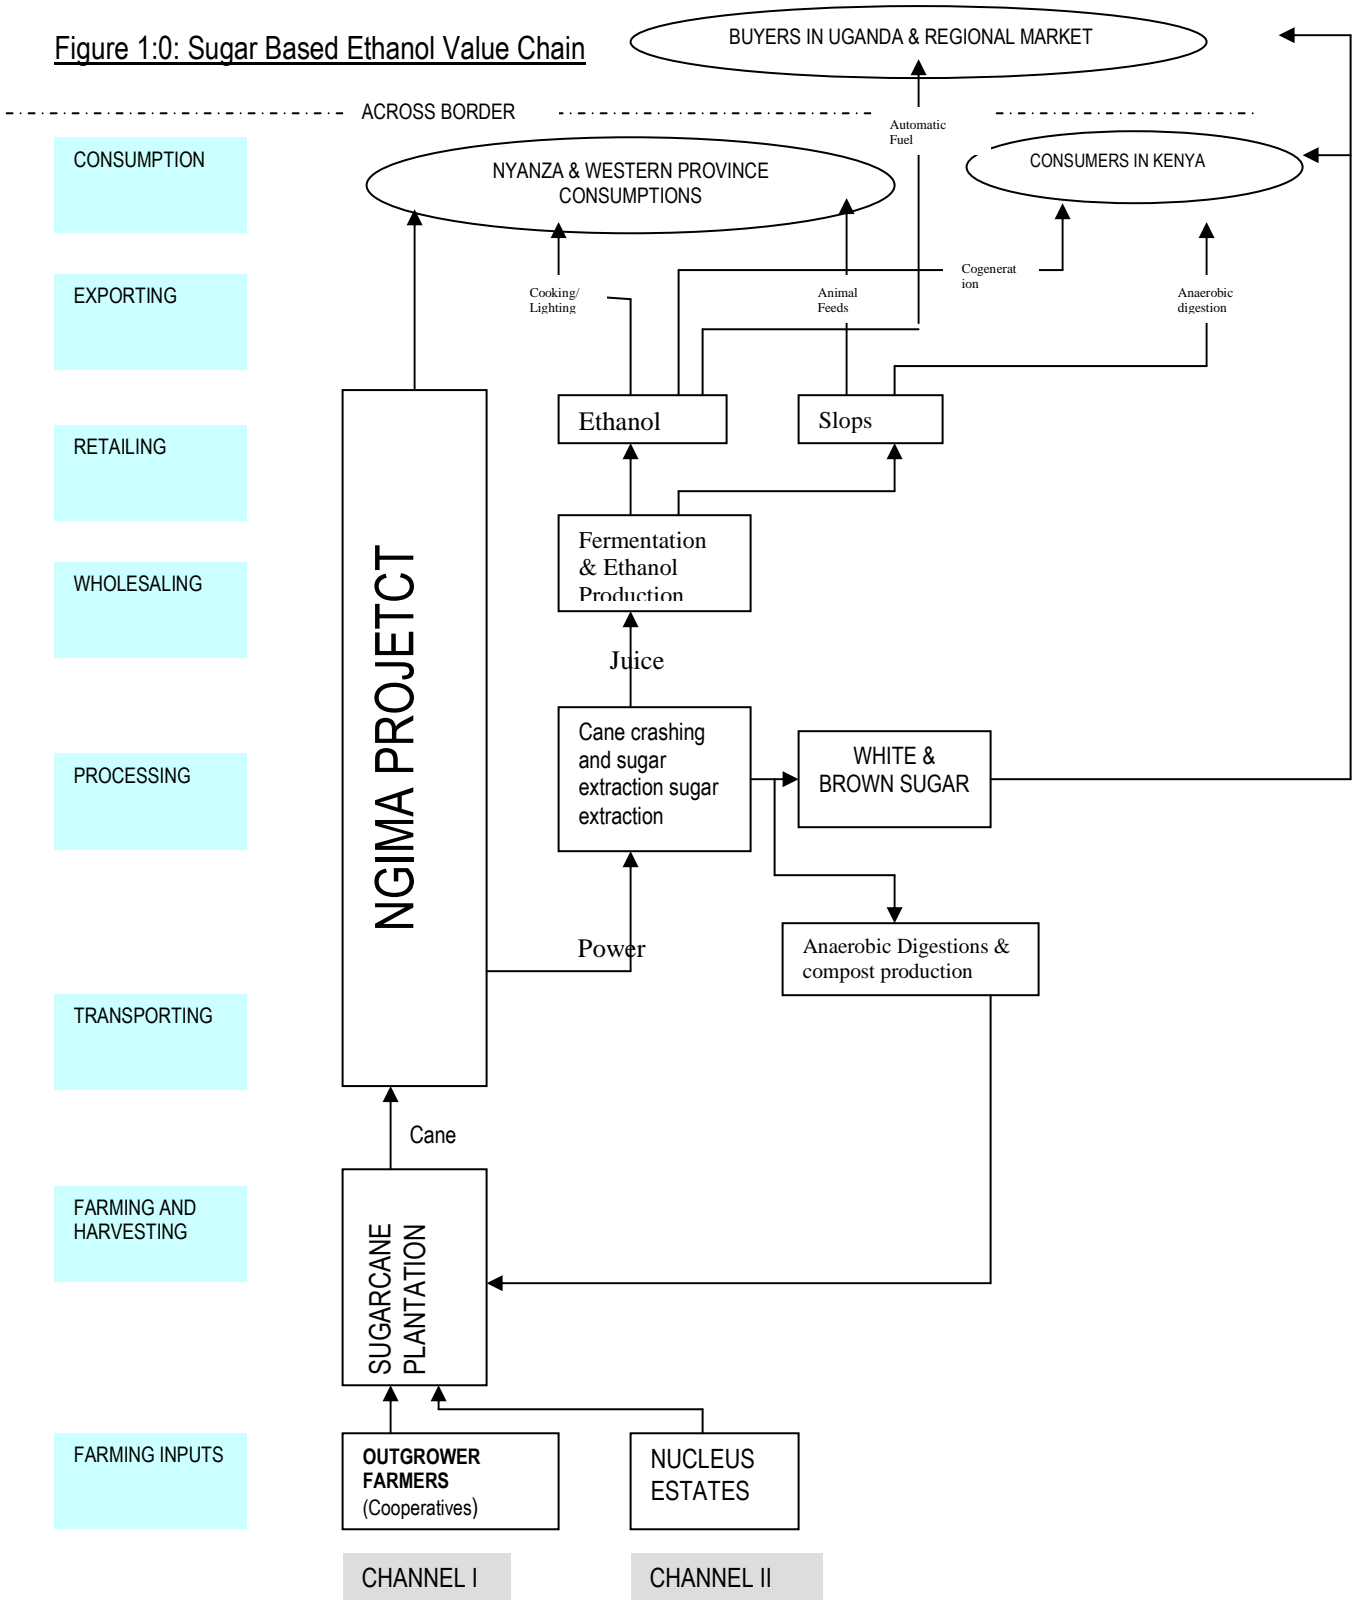 Figure 1:0: Sugar Based Ethanol Value Chain
BUYERS IN UGANDA & REGIONAL MARKET
ACROSS BORDER
Automatic
Fuel
CONSUMPTION
NYANZA & WESTERN PROVINCE
CONSUMPTIONS
CONSUMERS IN KENYA
EXPORTING
Cooking/
Lighting
Animal
Feeds
Cogenerat
ion
Anaerobic
digestion
RETAILING
Ethanol
Slops
WHOLESALING
Fermentation
& Ethanol
Production
Juice
NGIMA PROJETCT
PROCESSING
Cane crashing
and sugar
extraction sugar
extraction
WHITE &
BROWN SUGAR
Power
Anaerobic Digestions &
compost production
TRANSPORTING
Cane
FARMING AND
HARVESTING
SUGARCANE
PLANTATION
FARMING INPUTS
OUTGROWER
FARMERS
(Cooperatives)
NUCLEUS
ESTATES
CHANNEL I
CHANNEL II